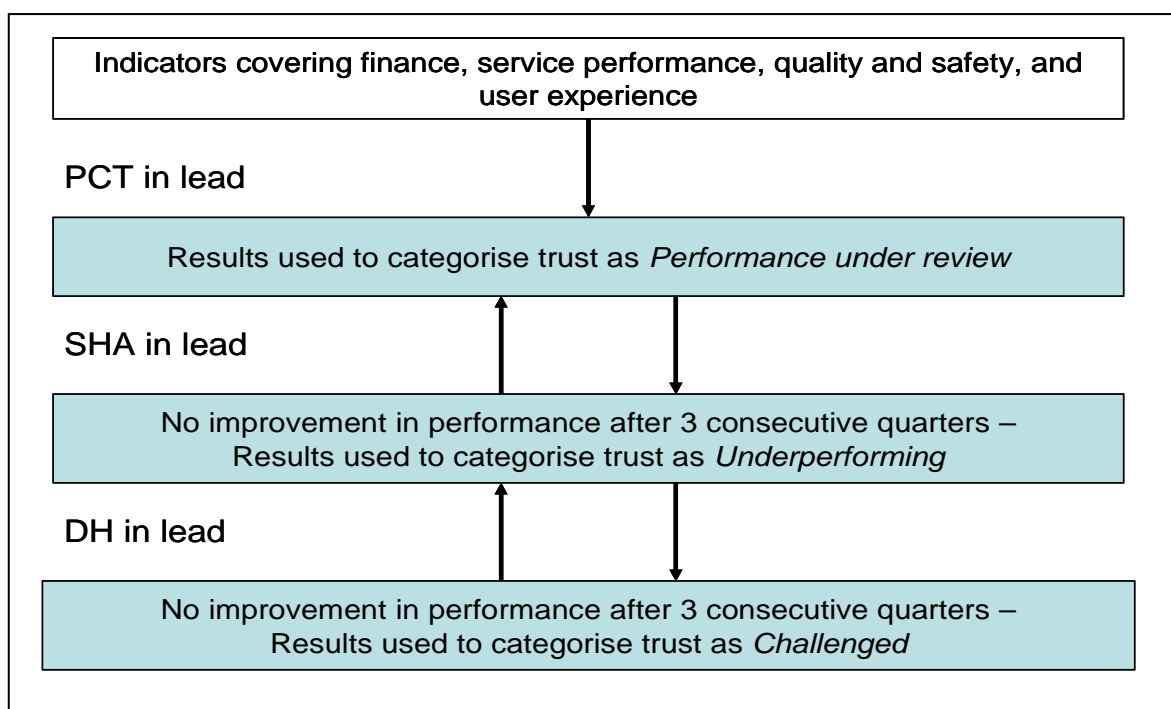 Indicators covering finance, service performance, quality and safety, and
user experience
PCT in lead
Results used to categorise trust as Performance under review
SHA in lead
No improvement in performance after 3 consecutive quarters –
Results used to categorise trust as Underperforming
DH in lead
No improvement in performance after 3 consecutive quarters –
Results used to categorise trust as Challenged